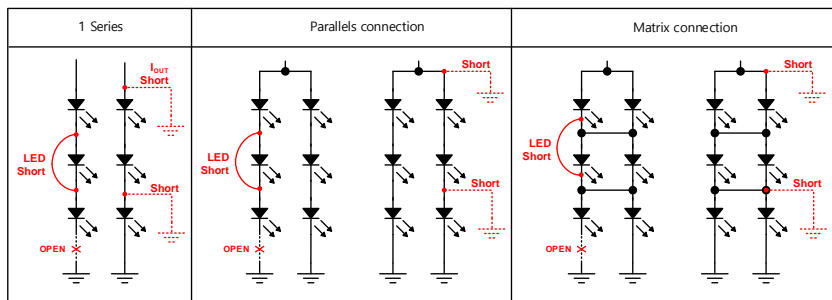 1 Series
Parallels connection
Matrix connection
IOUT
Short
Short
LED
Short
OPEN
Short
LED
Short
Short
OPEN
Short
LED
Short
Short
OPEN